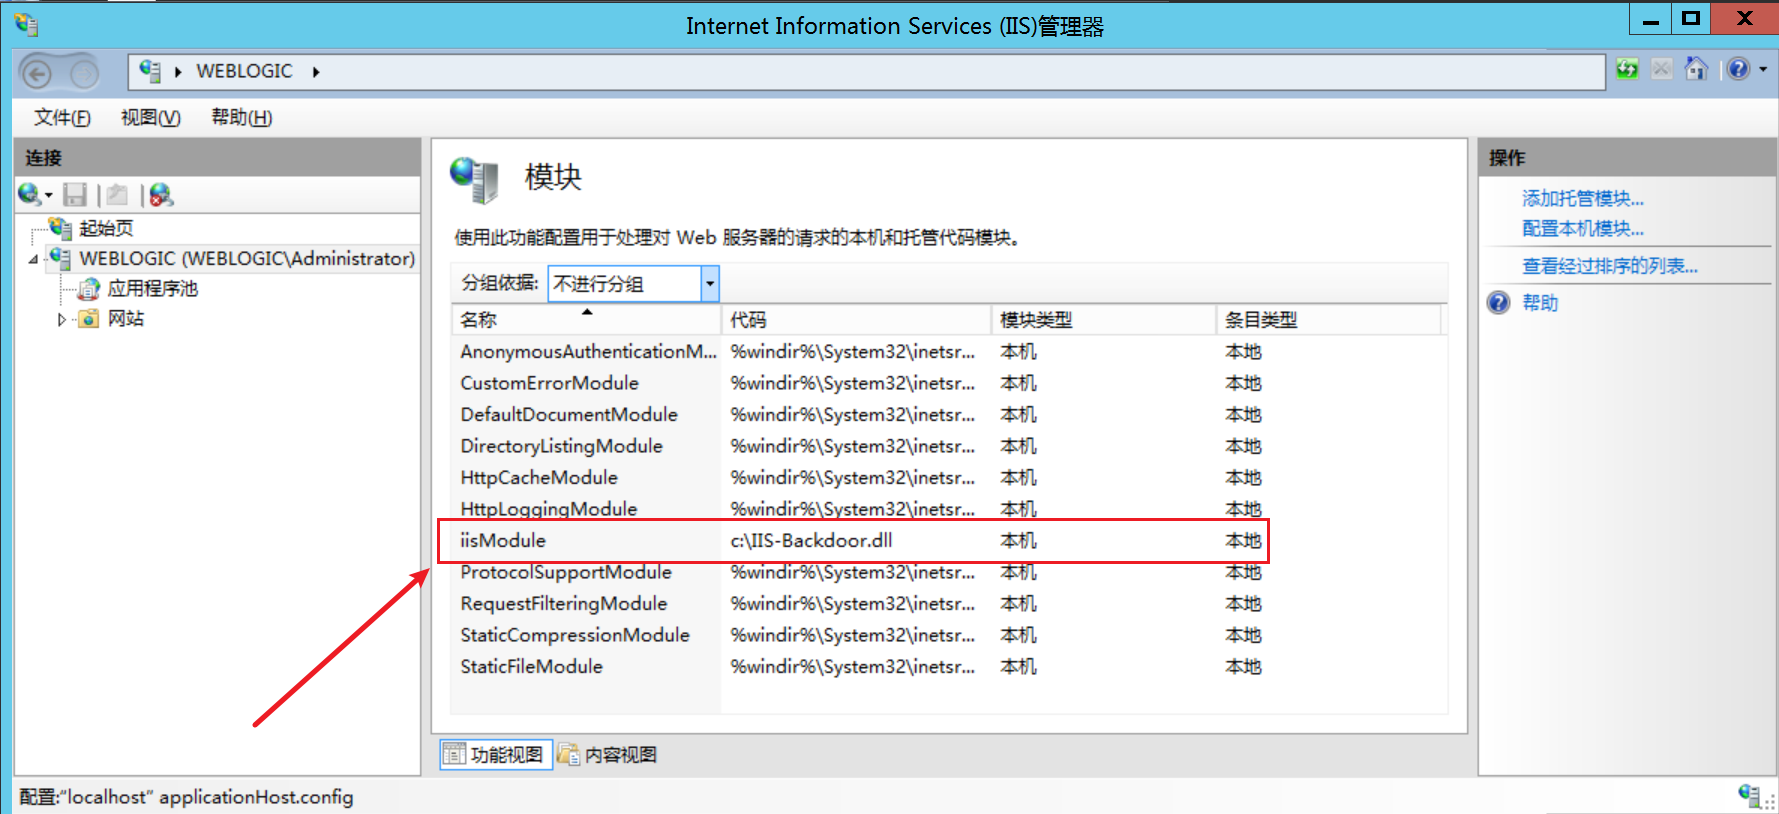 Internet Information Services (IIS)管理器
WEBLOGIC
文件(F) 视图(V) 帮助(H)
连接
起始页
WEBLOGIC (WEBLOGIC\Administrator)
应用程序池
网站
模块
使用此功能配置用于处理对 Web 服务器的请求的本机和托管代码模块。
分组依据: 不进行分组
名称 代码 模块类型 条目类型
AnonymousAuthenticationM... %windir%\System32\inetsr... 本机 本地
CustomErrorModule %windir%\System32\inetsr... 本机 本地
DefaultDocumentModule %windir%\System32\inetsr... 本机 本地
DirectoryListingModule %windir%\System32\inetsr... 本机 本地
HttpCacheModule %windir%\System32\inetsr... 本机 本地
HttpLoggingModule %windir%\System32\inetsr... 本机 本地
iisModule c:\IIS-Backdoor.dll 本机 本地
ProtocolSupportModule %windir%\System32\inetsr... 本机 本地
RequestFilteringModule %windir%\System32\inetsr... 本机 本地
StaticCompressionModule %windir%\System32\inetsr... 本机 本地
StaticFileModule %windir%\System32\inetsr... 本机 本地
功能视图 内容视图
操作
添加托管模块...
配置本机模块...
查看经过排序的列表...
帮助
配置:“localhost” applicationHost.config